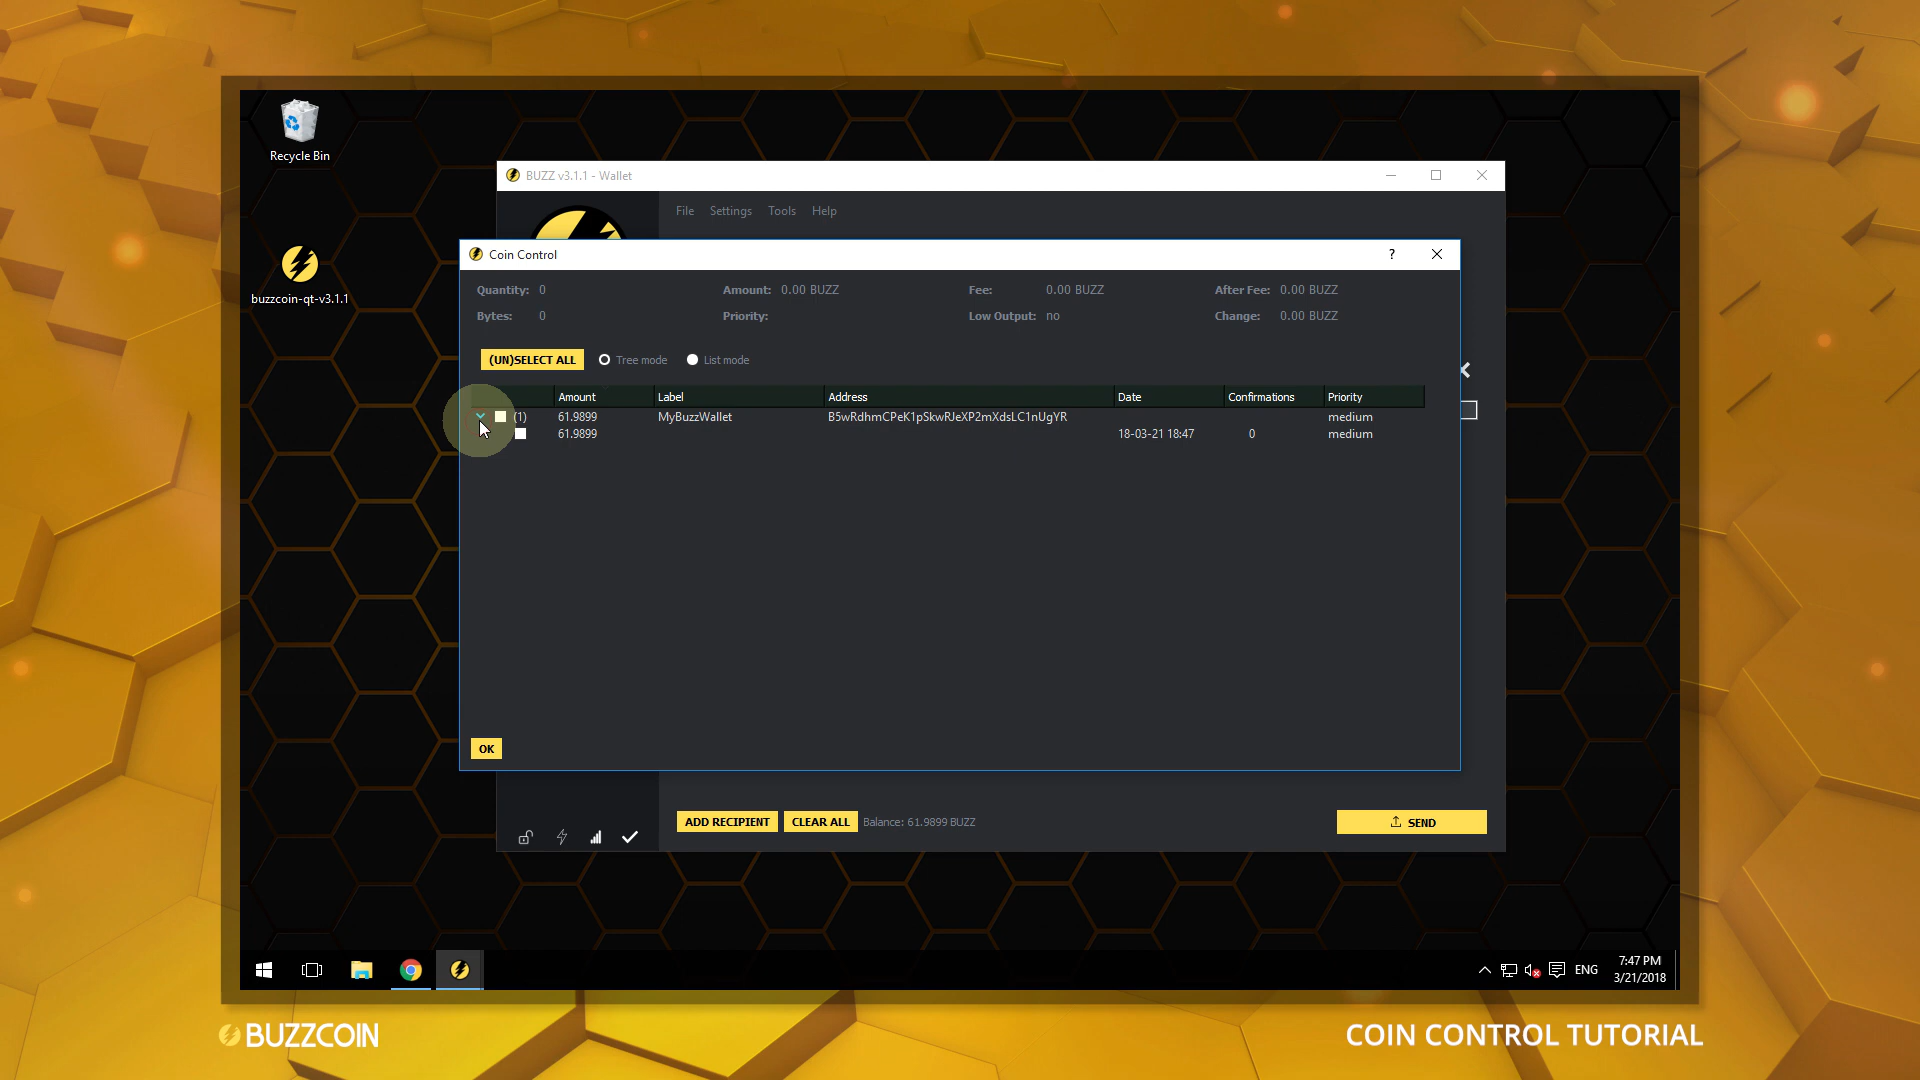 Recycle Bin
buzzcoin-qt-v3.1.1
BUZZ v3.1.1 - Wallet
File Settings Tools Help
Coin Control
?
Quantity: 0 Amount: 0.00 BUZZ Fee: 0.00 BUZZ After Fee: 0.00 BUZZ
Bytes: 0 Priority: Low Output: no Change: 0.00 BUZZ
(UN)SELECT ALL Tree mode List mode
Amount Label Address Date Confirmations Priority
(1) 61.9899 MyBuzzWallet B5wRdhmCPeK1pSkwRJeXP2mXdsLC1nUgYR medium
61.9899 18-03-21 18:47 0 medium
OK
ADD RECIPIENT CLEAR ALL Balance: 61.9899 BUZZ SEND
ENG 7:47 PM
3/21/2018
BUZZCOIN
COIN CONTROL TUTORIAL